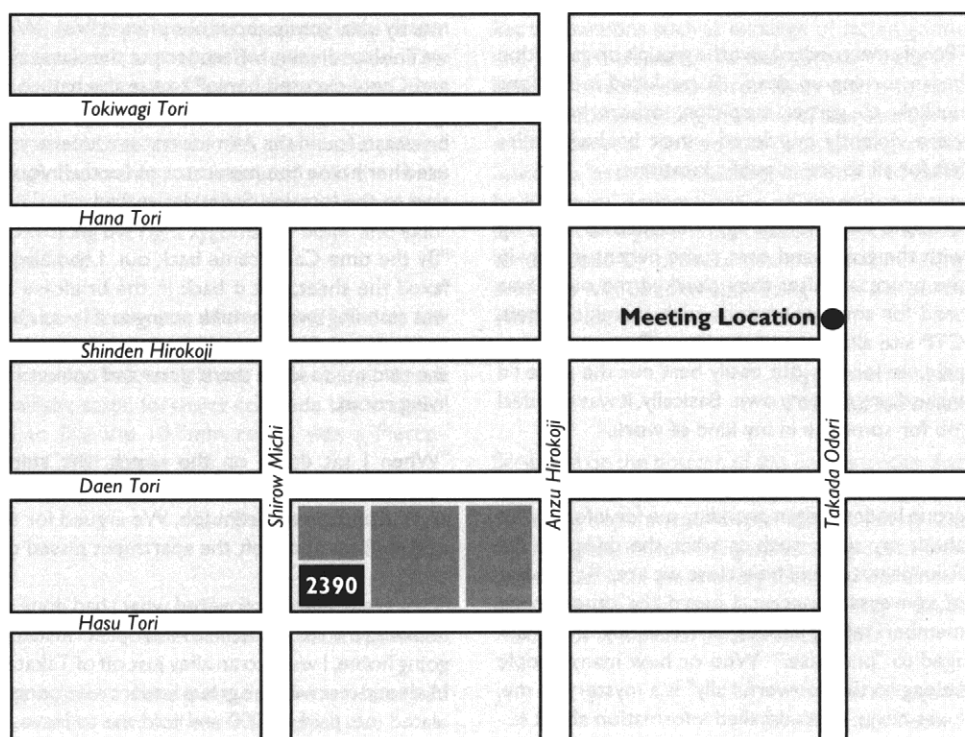 Tokiwagi Tori
Hana Tori
Meeting Location
Shinden Hirokoji
Shirow Michi
Anzu Hirokoji
Takada Odori
Daen Tori
2390
Hasu Tori